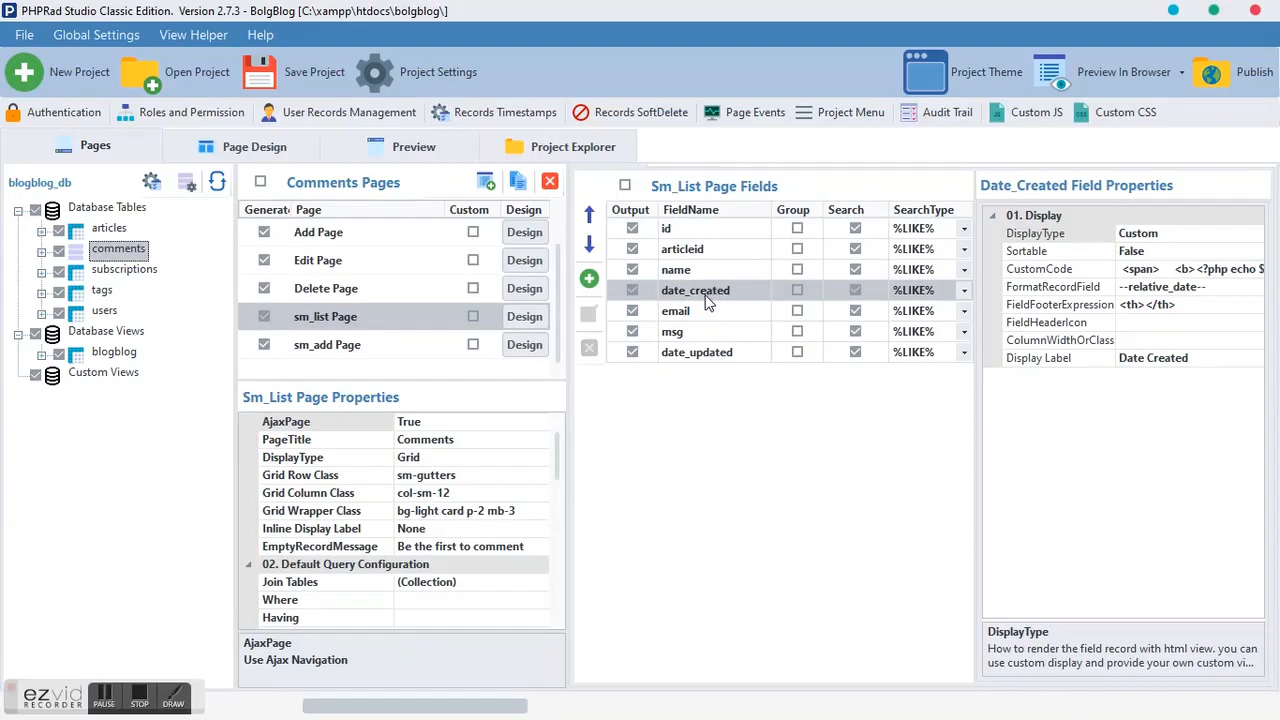 PHPRad Studio Classic Edition. Version 2.7.3 - BolgBlog [C:\xampp\htdocs\bolgblog\]
File Global Settings View Helper Help
New Project Open Project Save Project Project Settings Project Theme Preview In Browser Publish
Authentication Roles and Permission User Records Management Records Timestamps Records SoftDelete Page Events Project Menu Audit Trail Custom JS Custom CSS
Pages Page Design Preview Project Explorer
blogblog_db
Database Tables
articles
comments
subscriptions
tags
users
Database Views
blogblog
Custom Views
Comments Pages
Generate Page Custom Design
Add Page Design
Edit Page Design
Delete Page Design
sm_list Page Design
sm_add Page Design
Sm_List Page Properties
AjaxPage True
PageTitle Comments
DisplayType Grid
Grid Row Class sm-gutters
Grid Column Class col-sm-12
Grid Wrapper Class bg-light card p-2 mb-3
Inline Display Label None
EmptyRecordMessage Be the first to comment
02. Default Query Configuration
Join Tables (Collection)
Where
Having
AjaxPage
Use Ajax Navigation
Sm_List Page Fields
Output FieldName Group Search SearchType
id %LIKE%
articleid %LIKE%
name %LIKE%
date_created %LIKE%
email %LIKE%
msg %LIKE%
date_updated %LIKE%
Date_Created Field Properties
01. Display
DisplayType Custom
Sortable False
CustomCode <span> <b><?php echo $
FormatRecordField --relative_date--
FieldFooterExpression <th></th>
FieldHeaderIcon
ColumnWidthOrClass
Display Label Date Created
DisplayType
How to render the field record with html view. you can
use custom display and provide your own custom vi...
ezvid
RECORDER
PAUSE STOP DRAW